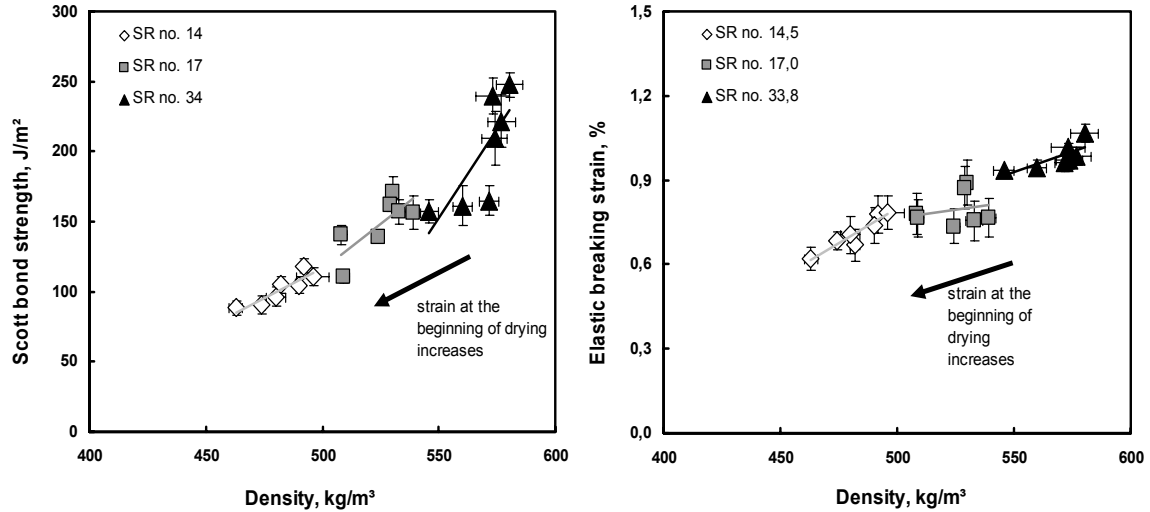 Scott bond strength, J/m²
300
250
200
150
100
50
0
SR no. 14
SR no. 17
SR no. 34
strain at the
beginning of drying
increases
400
450
500
550
600
Density, kg/m³
Elastic breaking strain, %
1,5
1,2
0,9
0,6
0,3
0,0
SR no. 14,5
SR no. 17,0
SR no. 33,8
strain at the
beginning of
drying
increases
400
450
500
550
600
Density, kg/m³